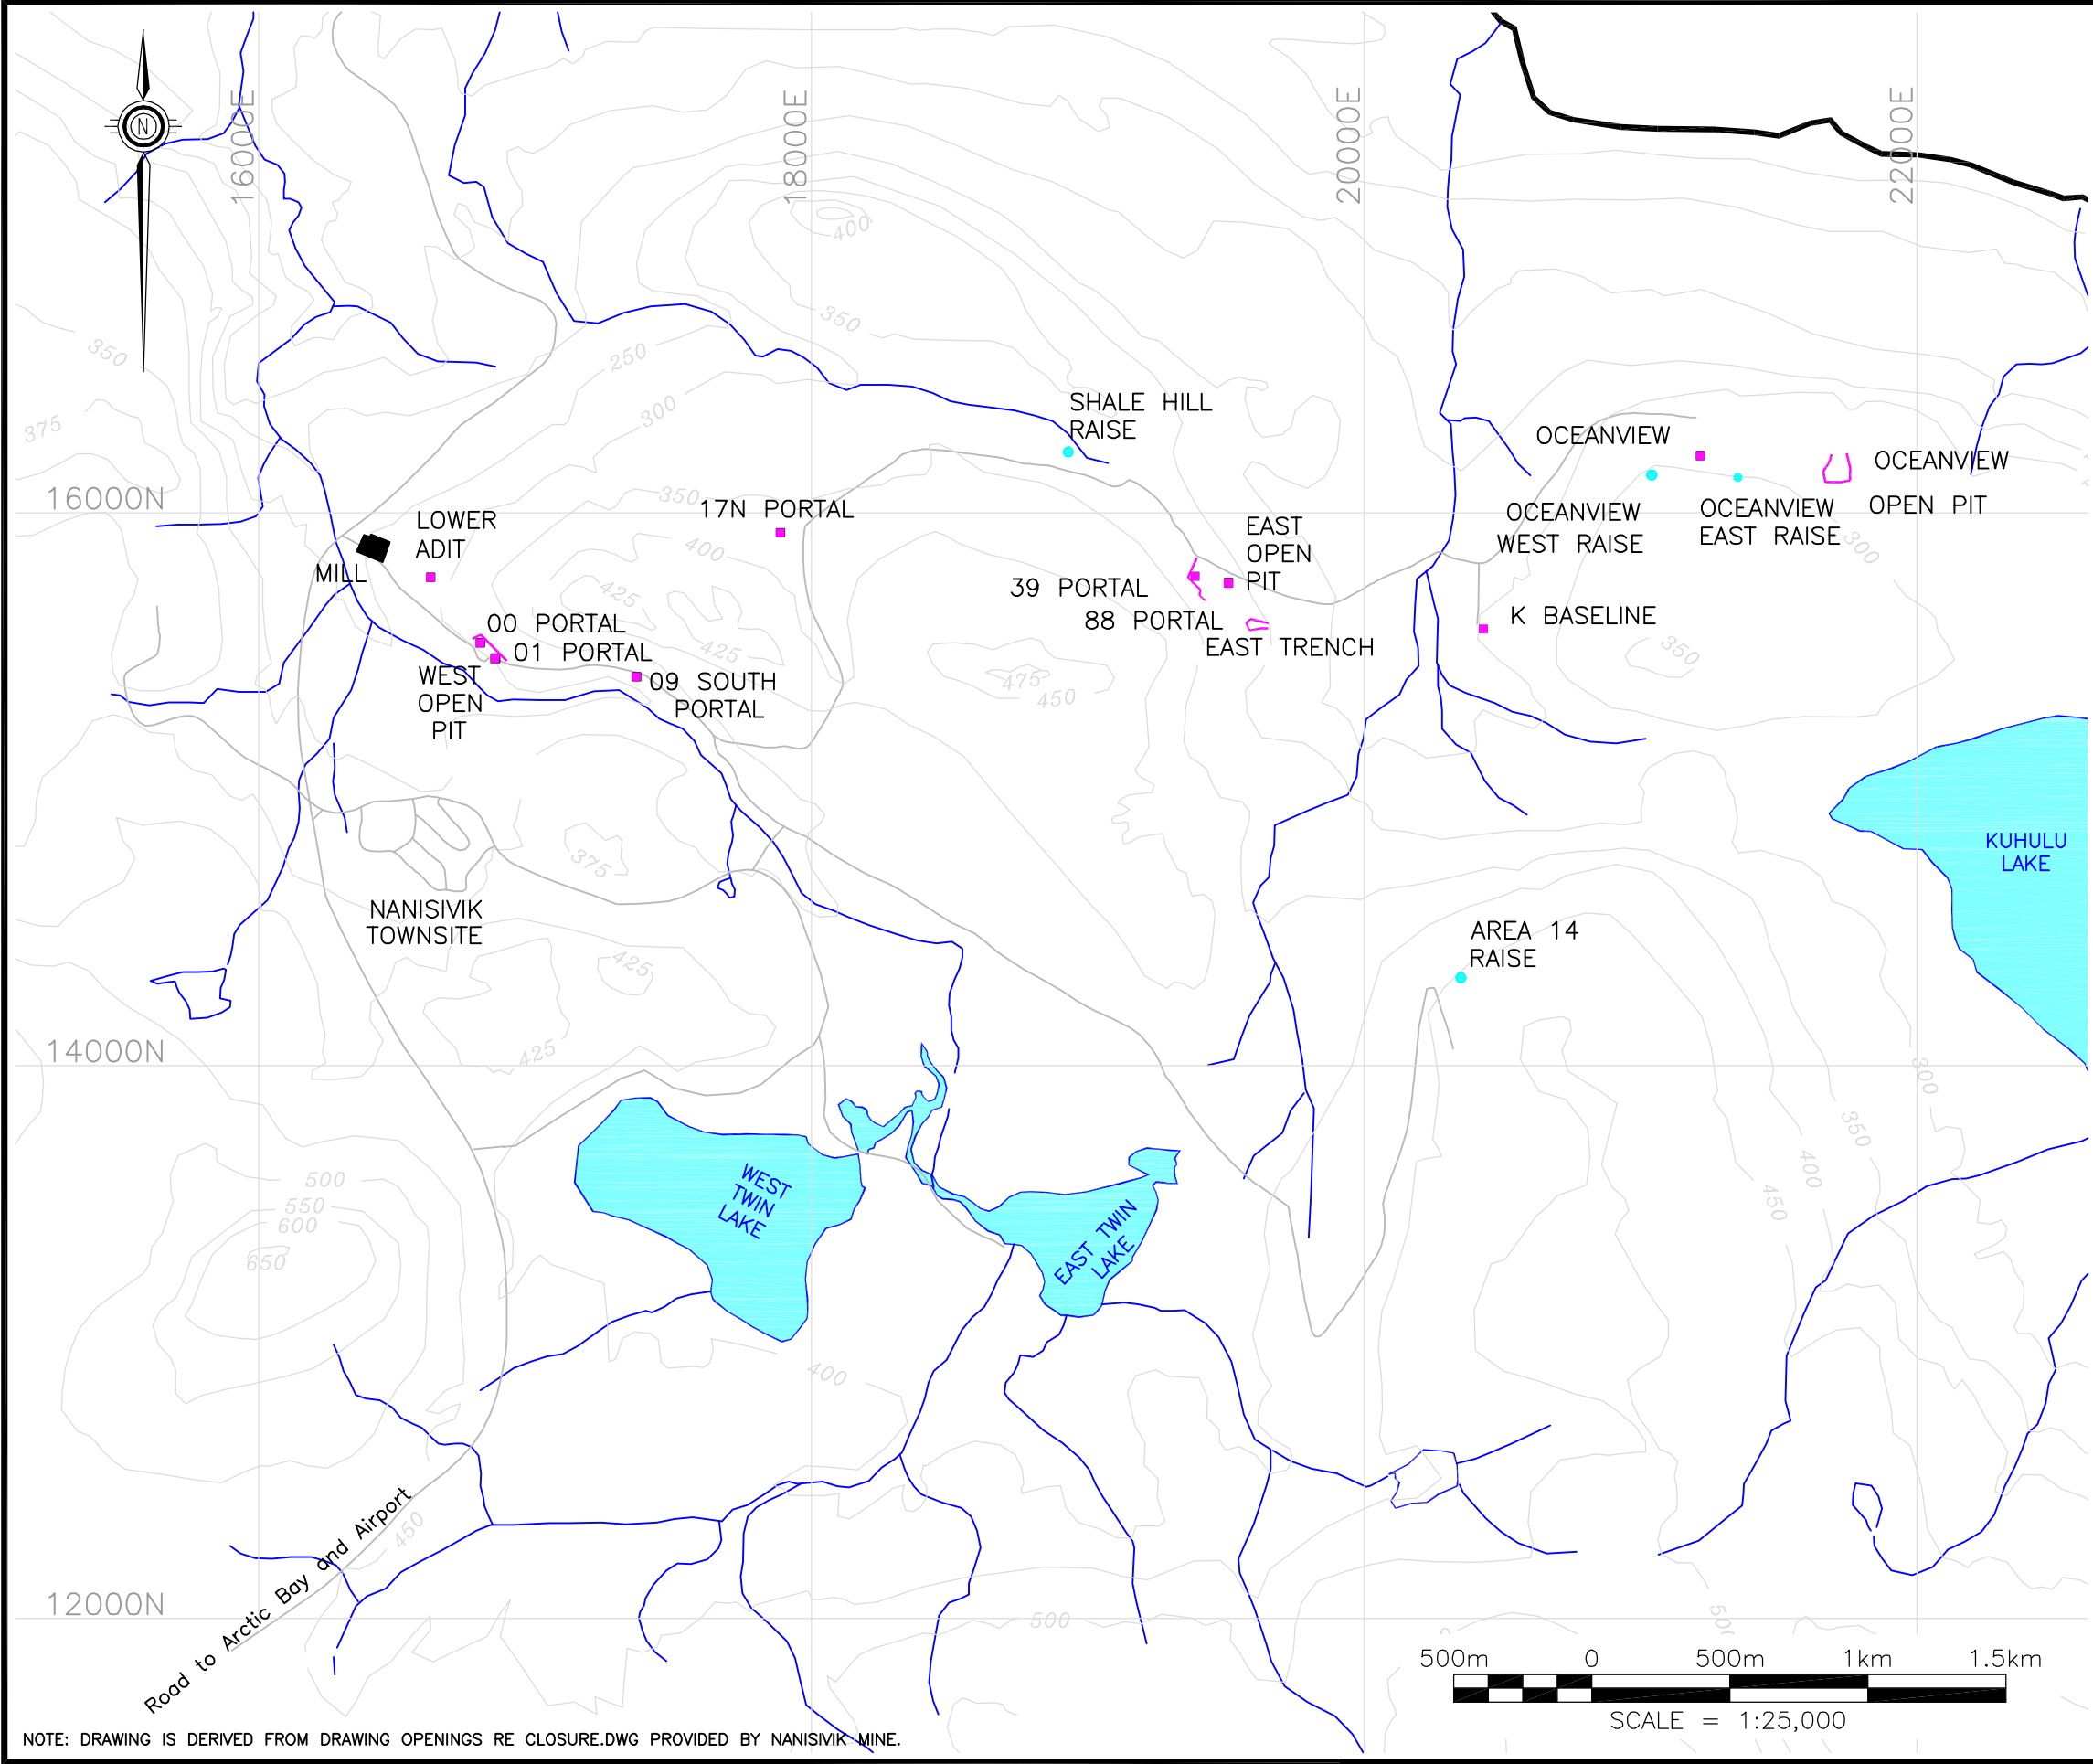 N
16000E
18000E
20000E
22000E
400
350
350
250
300
375
SHALE HILL
RAISE
OCEANVIEW
OCEANVIEW
OPEN PIT
16000N
350
17N PORTAL
LOWER
ADIT
MILL
400
425
425
EAST
OPEN
PIT
OCEANVIEW
WEST RAISE
OCEANVIEW
EAST RAISE
300
39 PORTAL
88 PORTAL
EAST TRENCH
K BASELINE
350
00 PORTAL
01 PORTAL
WEST
OPEN
PIT
09 SOUTH
PORTAL
475
450
KUHULU
LAKE
375
NANISIVIK
TOWNSITE
425
425
AREA 14
RAISE
14000N
300
350
400
450
500
550
600
650
WEST
TWIN
LAKE
EAST TWIN
LAKE
400
450
Road to Arctic Bay and Airport
12000N
500
500m 0 500m 1km 1.5km
SCALE = 1:25,000
NOTE: DRAWING IS DERIVED FROM DRAWING OPENINGS RE CLOSURE.DWG PROVIDED BY NANISIVIK MINE.